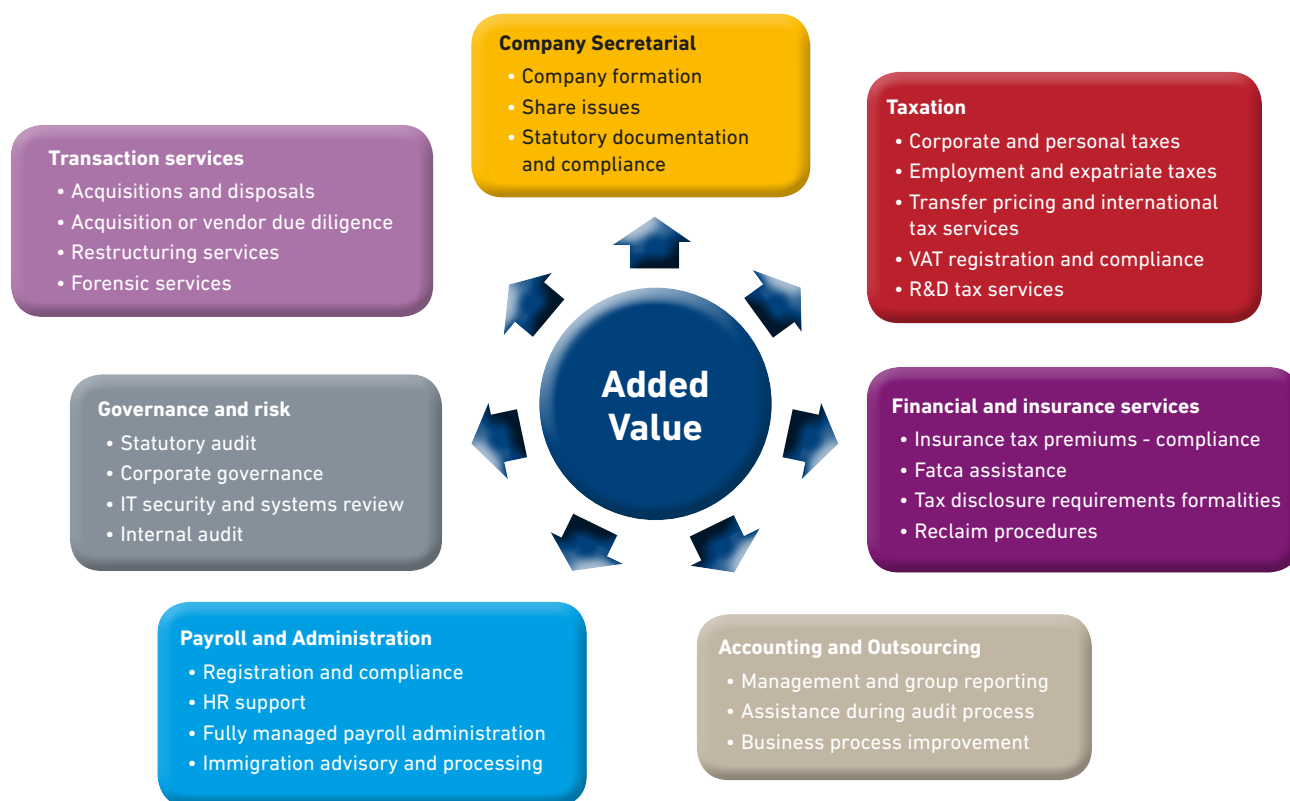 Company Secretarial
• Company formation
• Share issues
• Statutory documentation
and compliance
Taxation
• Corporate and personal taxes
• Employment and expatriate taxes
• Transfer pricing and international
tax services
• VAT registration and compliance
• R&D tax services
Transaction services
• Acquisitions and disposals
• Acquisition or vendor due diligence
• Restructuring services
• Forensic services
Added
Value
Governance and risk
• Statutory audit
• Corporate governance
• IT security and systems review
• Internal audit
Financial and insurance services
• Insurance tax premiums - compliance
• Fatca assistance
• Tax disclosure requirements formalities
• Reclaim procedures
Payroll and Administration
• Registration and compliance
• HR support
• Fully managed payroll administration
• Immigration advisory and processing
Accounting and Outsourcing
• Management and group reporting
• Assistance during audit process
• Business process improvement